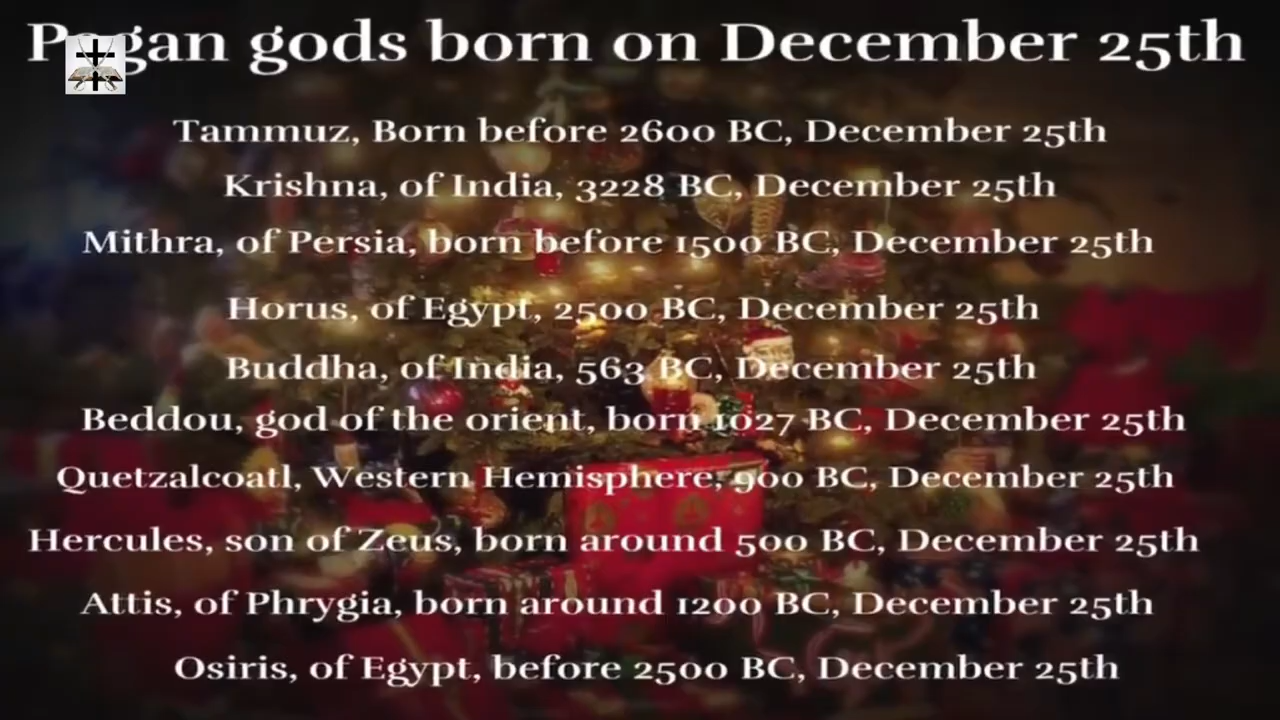 Pagan gods born on December 25th
Tammuz, Born before 2600 BC, December 25th
Krishna, of India, 3228 BC, December 25th
Mithra, of Persia, born before 1500 BC, December 25th
Horus, of Egypt, 2500 BC, December 25th
Buddha, of India, 563 BC, December 25th
Beddou, god of the orient, born 1027 BC, December 25th
Quetzalcoatl, Western Hemisphere, 900 BC, December 25th
Hercules, son of Zeus, born around 500 BC, December 25th
Attis, of Phrygia, born around 1200 BC, December 25th
Osiris, of Egypt, before 2500 BC, December 25th